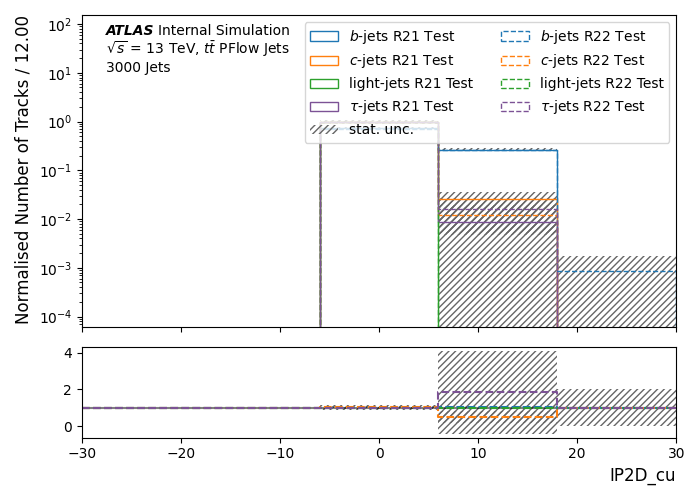 ATLAS Internal Simulation
√s = 13 TeV, tt̄ PFlow Jets
3000 Jets
b-jets R21 Test
c-jets R21 Test
light-jets R21 Test
τ-jets R21 Test
stat. unc.
b-jets R22 Test
c-jets R22 Test
light-jets R22 Test
τ-jets R22 Test
Normalised Number of Tracks / 12.00
10²
10¹
10⁰
10⁻¹
10⁻²
10⁻³
10⁻⁴
4
2
0
−30 −20 −10 0 10 20 30
IP2D_cu